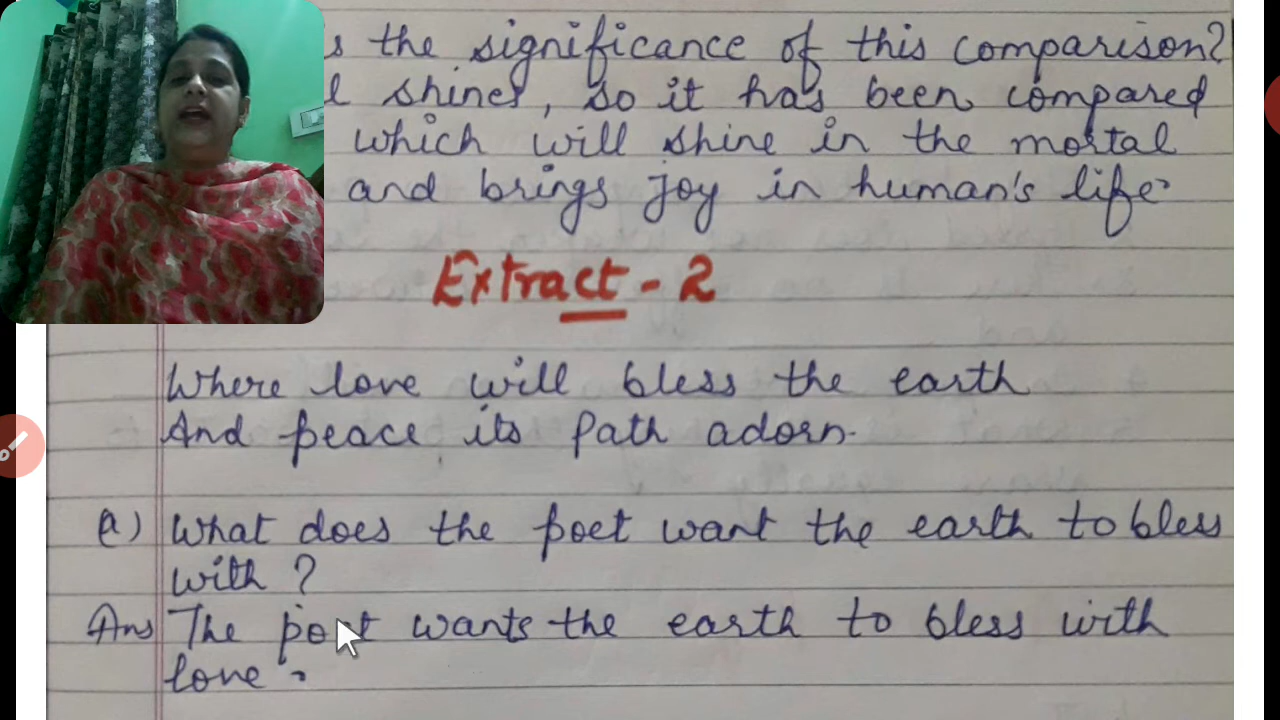 s the significance of this comparison?
shines, so it has been compared
which will shine in the mortal
and brings joy in human's life.
Extract - 2
Where love will bless the earth
And peace its Path adorn.
a) What does the poet want the earth to bless
with ?
Ans The poet wants the earth to bless with
love.